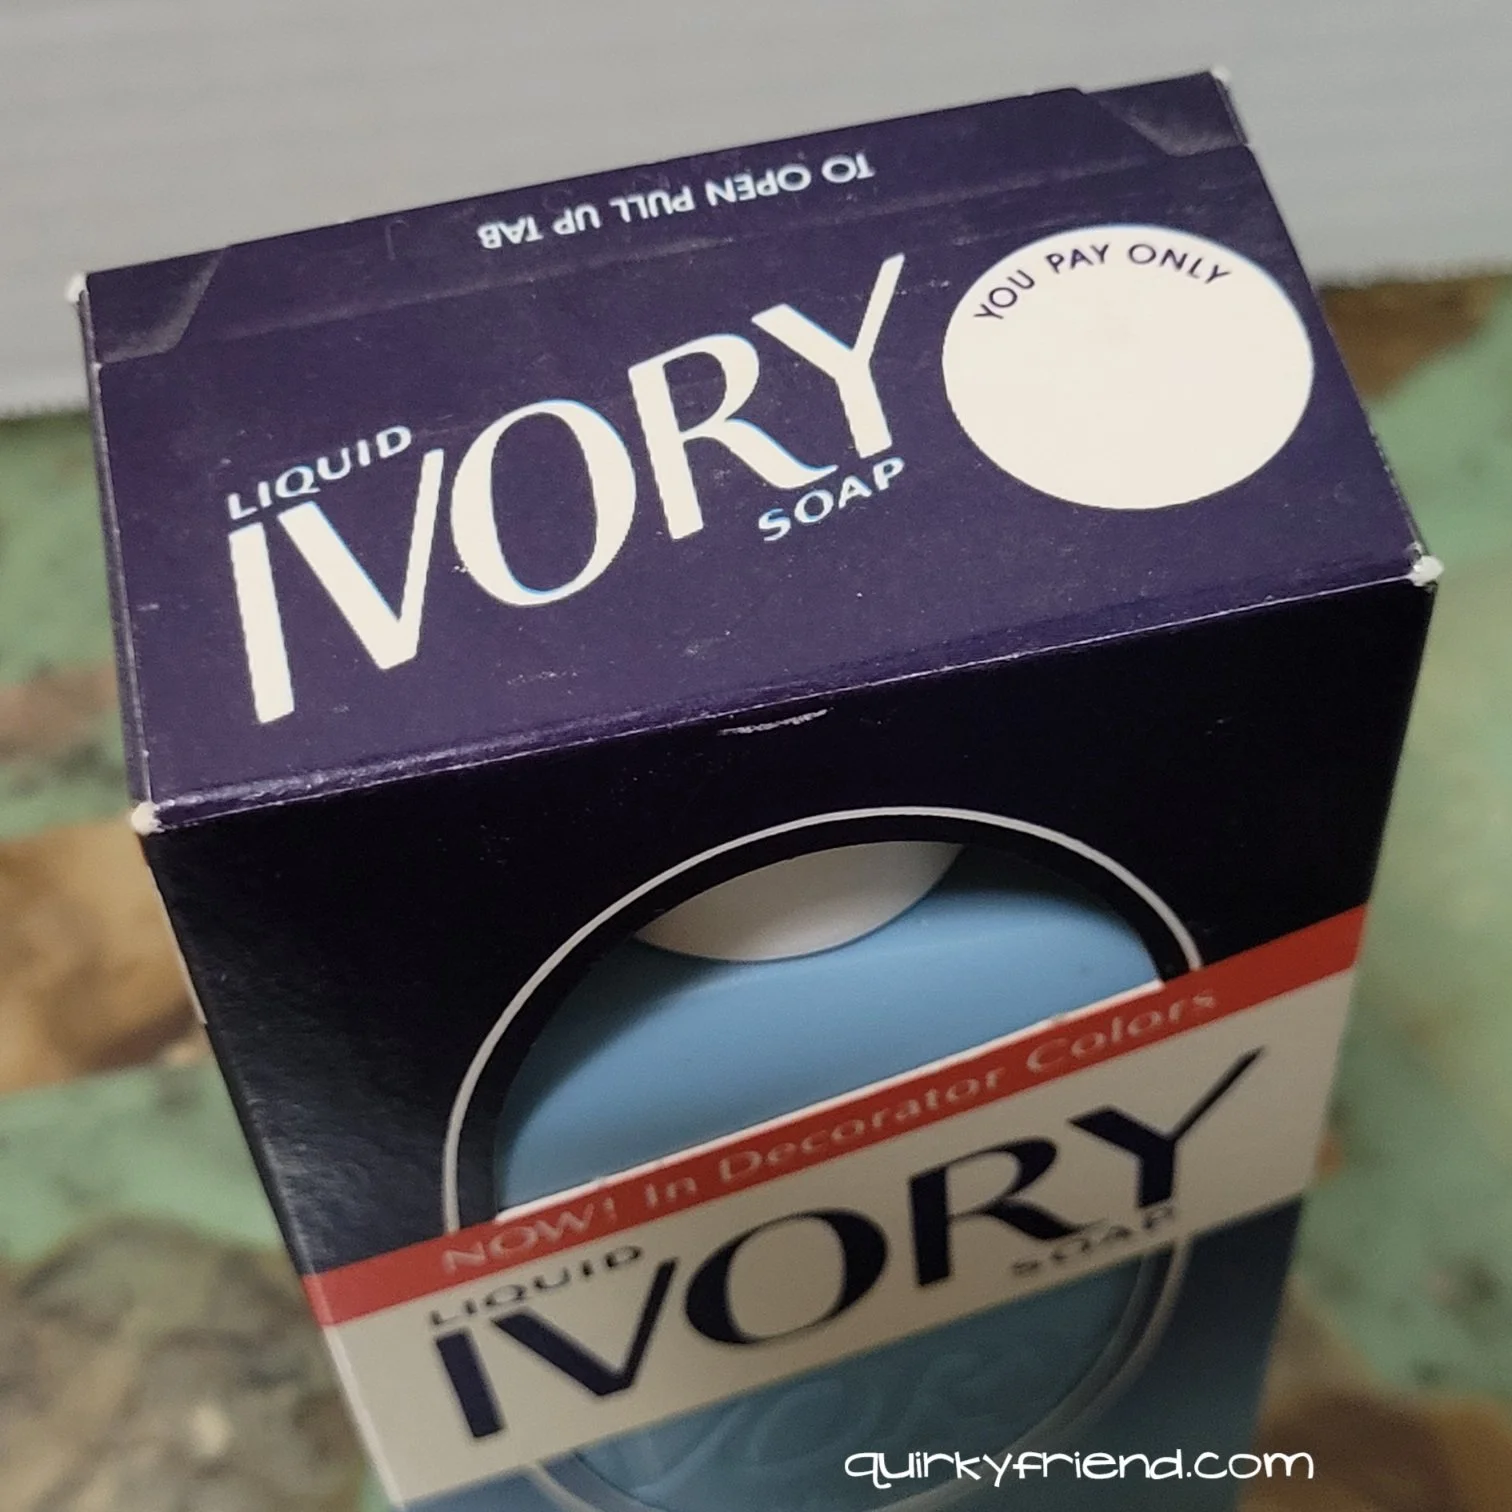 TO OPEN PULL UP TAB
LIQUID
IVORY
SOAP
YOU PAY ONLY
NOW! In Decorator Colors
LIQUID
IVORY
SOAP
IVORY
quirkyfriend.com